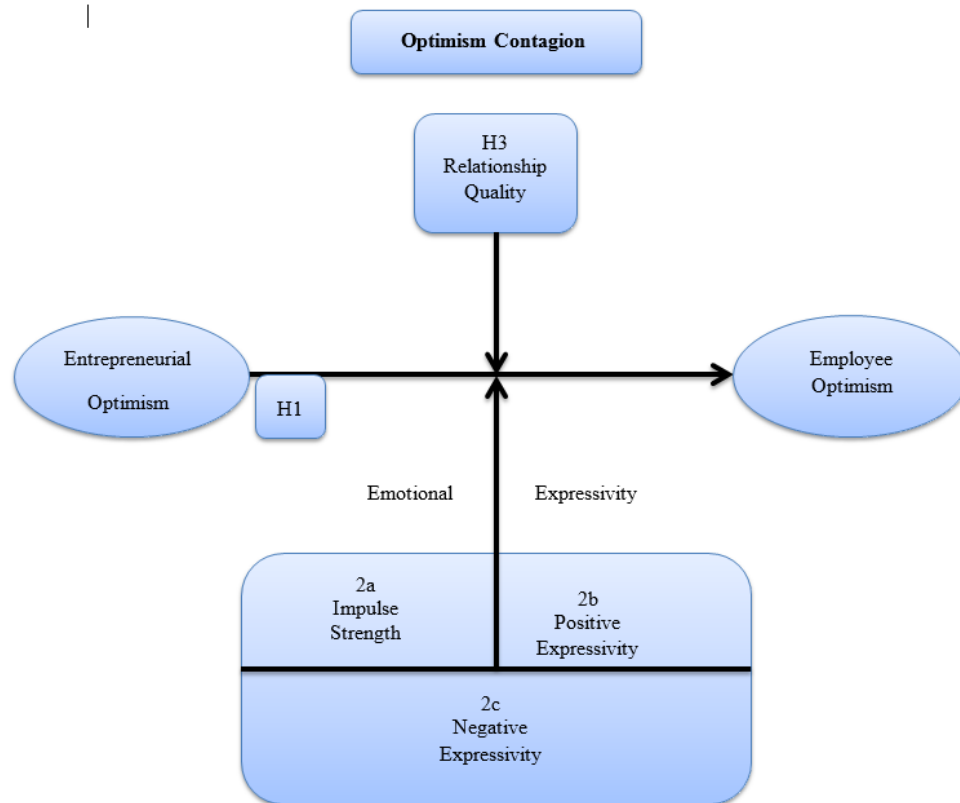 Optimism Contagion
H3
Relationship
Quality
Entrepreneurial
Optimism
H1
Employee
Optimism
Emotional
Expressivity
2a
Impulse
Strength
2b
Positive
Expressivity
2c
Negative
Expressivity